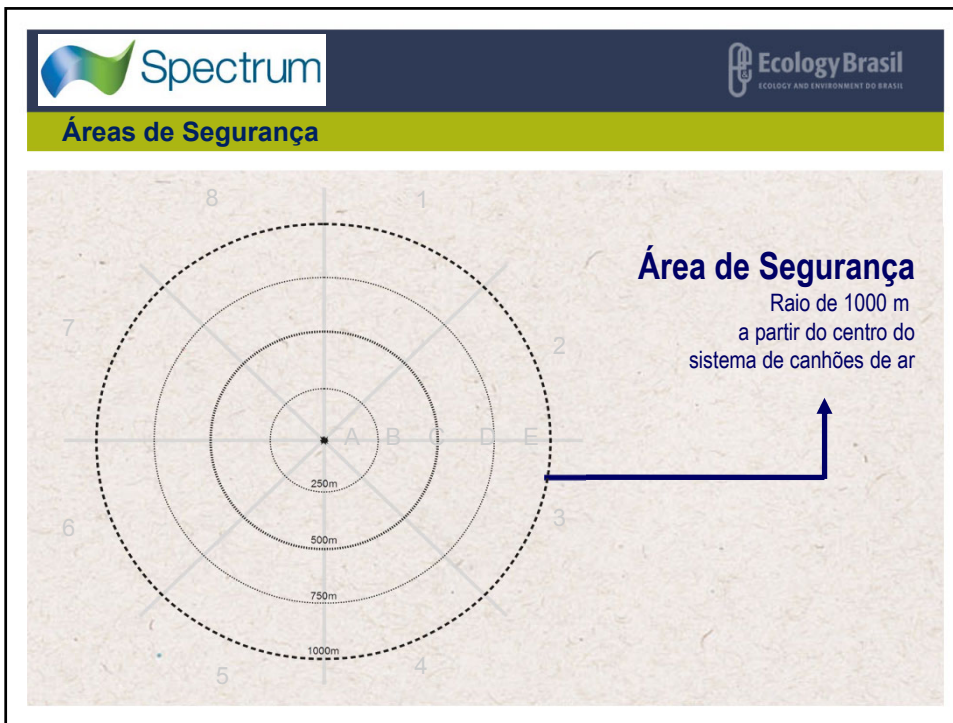 Spectrum
Ecology Brasil
ECOLOGY AND ENVIRONMENT DO BRASIL
Áreas de Segurança
8 1
7 2
A B C D E
6 3
5 4
250m
500m
750m
1000m
Área de Segurança
Raio de 1000 m
a partir do centro do
sistema de canhões de ar